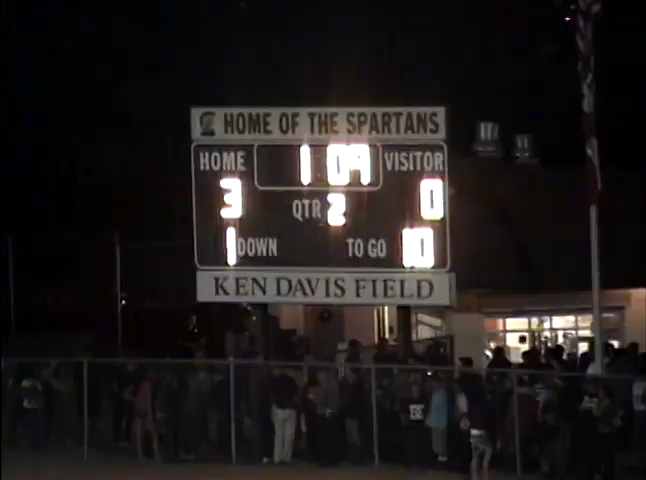 HOME OF THE SPARTANS
HOME 1:09 VISITOR
3 QTR 2 0
1 DOWN TO GO 10
KEN DAVIS FIELD